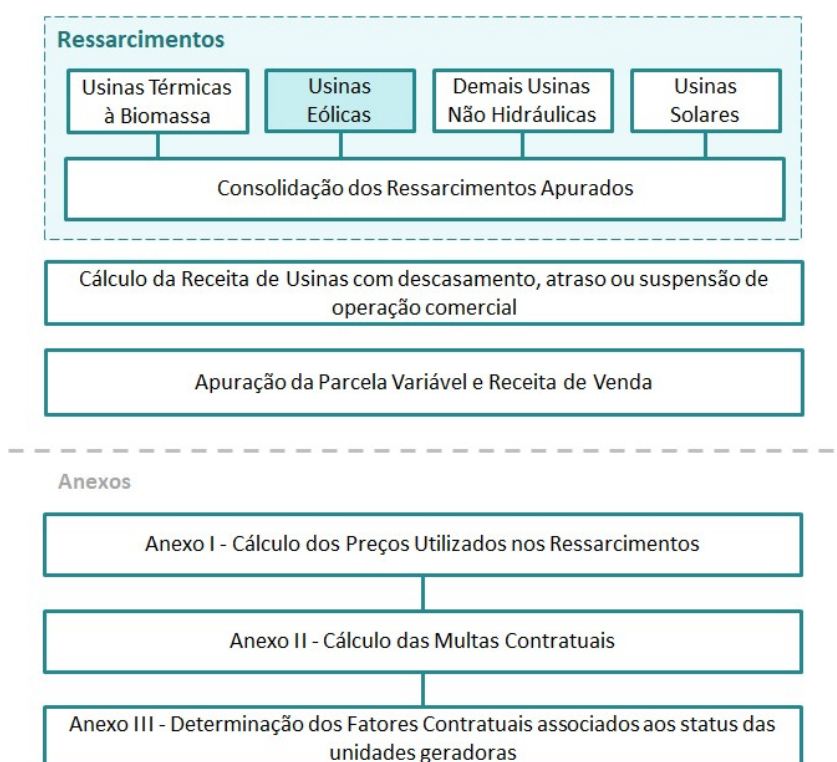 Ressarcimentos
Usinas Térmicas
à Biomassa
Usinas
Eólicas
Demais Usinas
Não Hidráulicas
Usinas
Solares
Consolidação dos Ressarcimentos Apurados
Cálculo da Receita de Usinas com descasamento, atraso ou suspensão de
operação comercial
Apuração da Parcela Variável e Receita de Venda
Anexos
Anexo I - Cálculo dos Preços Utilizados nos Ressarcimentos
Anexo II - Cálculo das Multas Contratuais
Anexo III - Determinação dos Fatores Contratuais associados aos status das
unidades geradoras